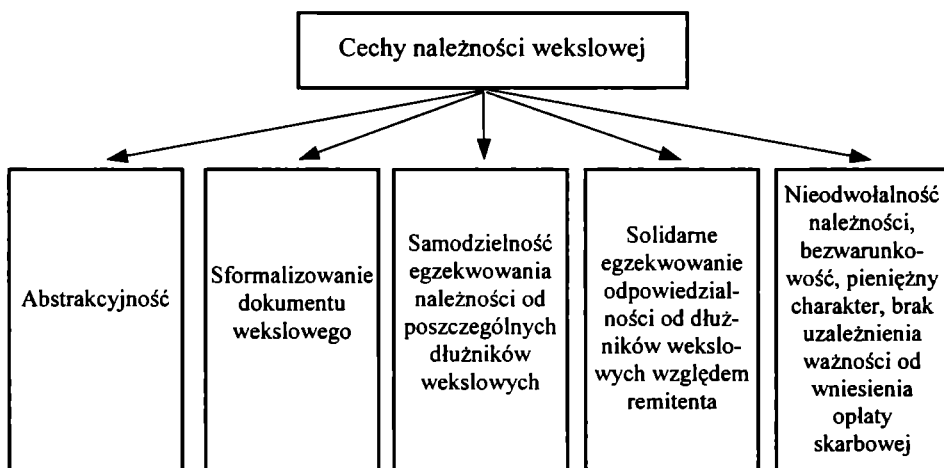 Cechy należności wekslowej
Abstrakcyjność
Sformalizowanie
dokumentu
wekslowego
Samodzielność
egzekwowania
należności od
poszczególnych
dłużników
wekslowych
Solidarne
egzekwowanie
odpowiedzial-
ności od dłuż-
ników wekslo-
wych względem
remitenta
Nieodwołalność
należności,
bezwarunko-
wość, pieniężny
charakter, brak
uzależnienia
ważności od
wniesienia
opłaty
skarbowej